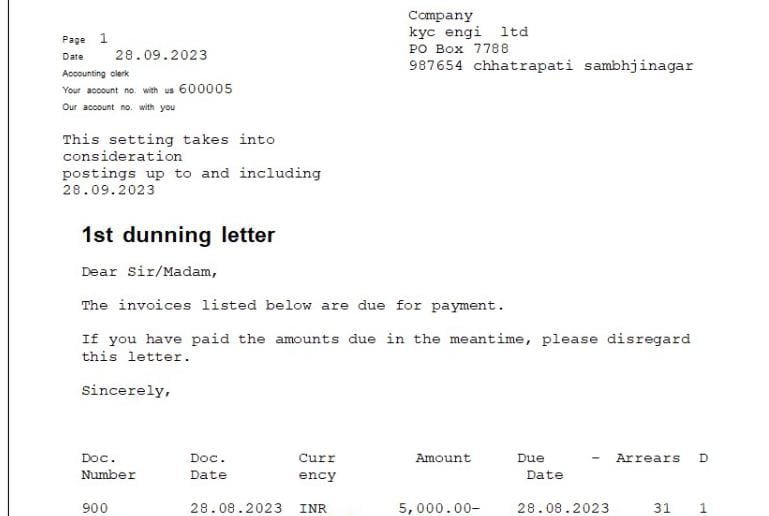 Company
kyc engi ltd
PO Box 7788
987654 chhatrapati sambhjinagar
Page 1
Date 28.09.2023
Accounting clerk
Your account no. with us 600005
Our account no. with you
This setting takes into
consideration
postings up to and including
28.09.2023
1st dunning letter
Dear Sir/Madam,
The invoices listed below are due for payment.
If you have paid the amounts due in the meantime, please disregard
this letter.
Sincerely,
Doc. Doc. Curr Amount Due - Arrears D
Number Date ency Date
900 28.08.2023 INR 5,000.00- 28.08.2023 31 1